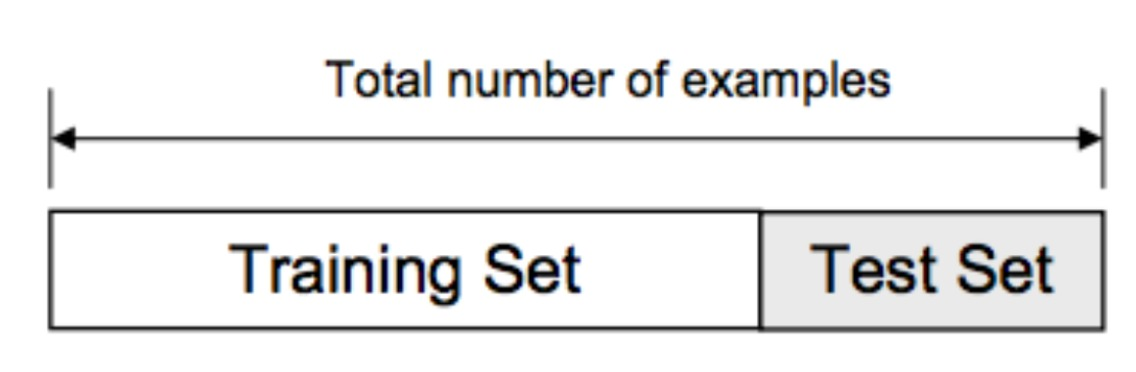 Total number of examples
Training Set
Test Set